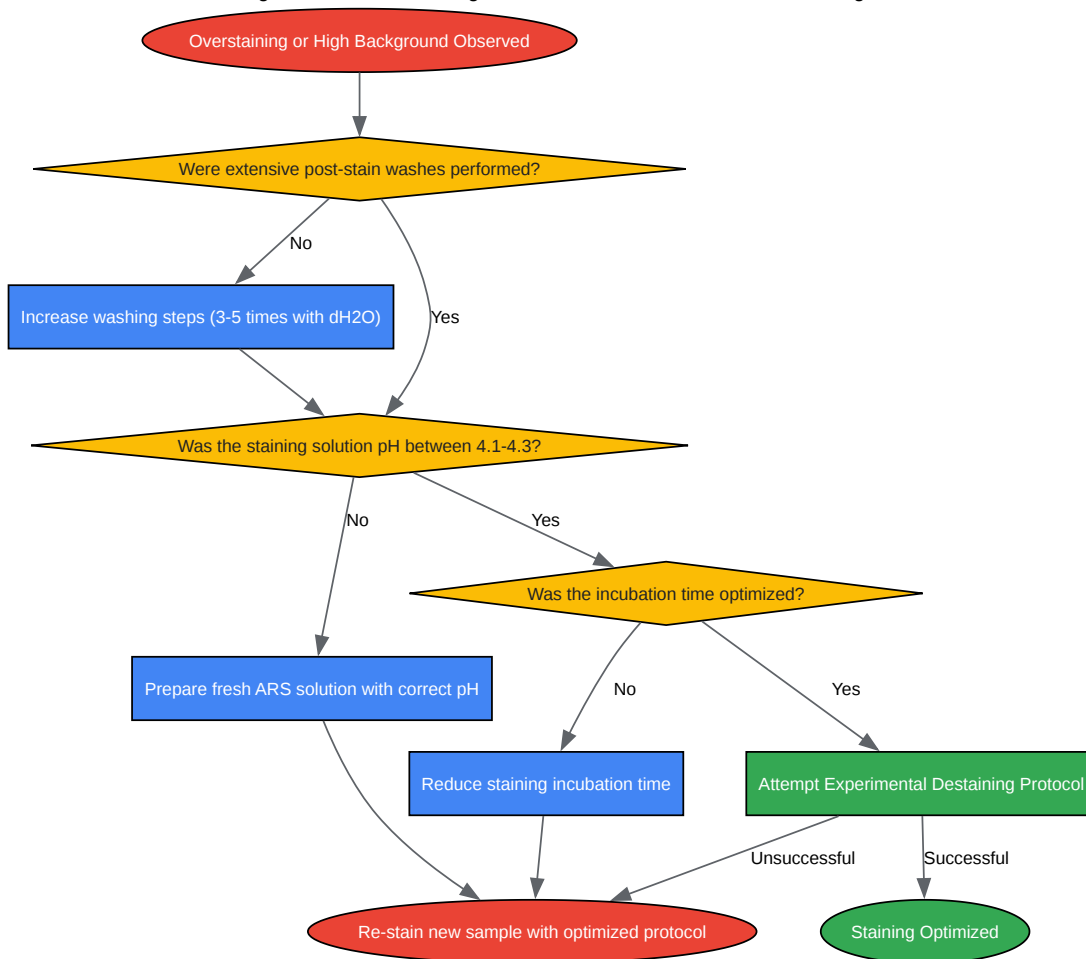 Overstaining or High Background Observed
Were extensive post-stain washes performed?
No
Increase washing steps (3-5 times with dH2O)
Yes
Was the staining solution pH between 4.1-4.3?
No
Yes
Was the incubation time optimized?
Prepare fresh ARS solution with correct pH
No
Yes
Reduce staining incubation time
Attempt Experimental Destaining Protocol
Unsuccessful
Successful
Re-stain new sample with optimized protocol
Staining Optimized